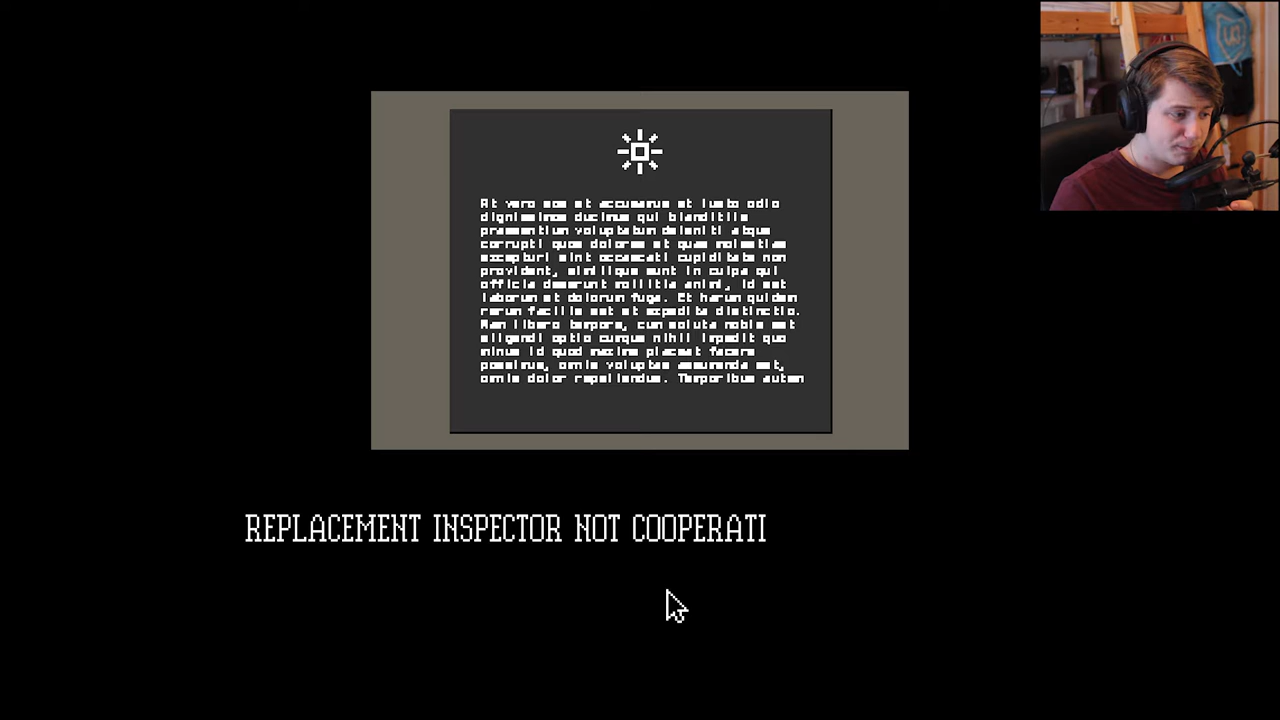 At vero eos et accusamus et iusto odio
dignissimos ducimus qui blanditiis
praesentium voluptatum deleniti atque
corrupti quos dolores et quas molestias
excepturi sint occaecati cupiditate non
provident, similique sunt in culpa qui
officia deserunt mollitia animi, id est
laborum et dolorum fuga. Et harum quidem
rerum facilis est et expedita distinctio.
Nam libero tempore, cum soluta nobis est
eligendi optio cumque nihil impedit quo
minus id quod maxime placeat facere
possimus, omnis voluptas assumenda est,
omnis dolor repellendus. Temporibus autem
REPLACEMENT INSPECTOR NOT COOPERATI